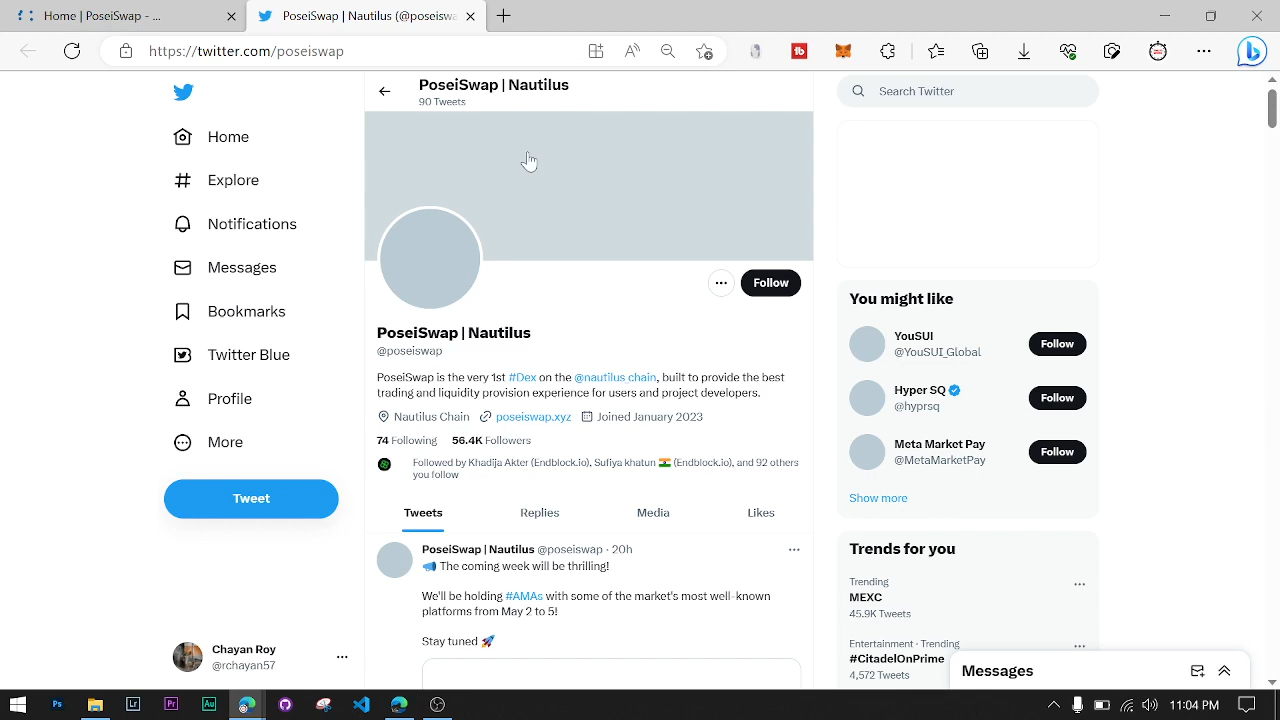 Home | PoseiSwap - ...
PoseiSwap | Nautilus (@poseiswap
https://twitter.com/poseiswap
PoseiSwap | Nautilus
90 Tweets
Search Twitter
Home
Explore
Notifications
Messages
Bookmarks
Twitter Blue
Profile
More
Tweet
Chayan Roy
@rchayan57
Follow
PoseiSwap | Nautilus
@poseiswap
PoseiSwap is the very 1st #Dex on the @nautilus_chain, built to provide the best
trading and liquidity provision experience for users and project developers.
Nautilus Chain poseiswap.xyz Joined January 2023
74 Following 56.4K Followers
Followed by Khadija Akter (Endblock.io), Sufiya khatun 🇮🇳 (Endblock.io), and 92 others
you follow
Tweets Replies Media Likes
PoseiSwap | Nautilus @poseiswap · 20h
📣 The coming week will be thrilling!
We'll be holding #AMAs with some of the market's most well-known
platforms from May 2 to 5!
Stay tuned 🚀
You might like
YouSUI
@YouSUI_Global
Follow
Hyper SQ
@hyprsq
Follow
Meta Market Pay
@MetaMarketPay
Follow
Show more
Trends for you
Trending
MEXC
45.9K Tweets
Entertainment · Trending
#CitadelOnPrime
4,572 Tweets
Messages
Ps
Lr
Pr
Au
11:04 PM